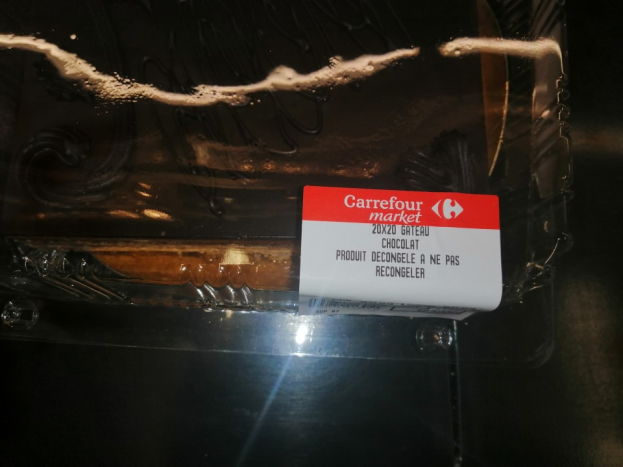 Carrefour
market
20X20 GATEAU
CHOCOLAT
PRODUIT DECONGELE A NE PAS
RECONGELER